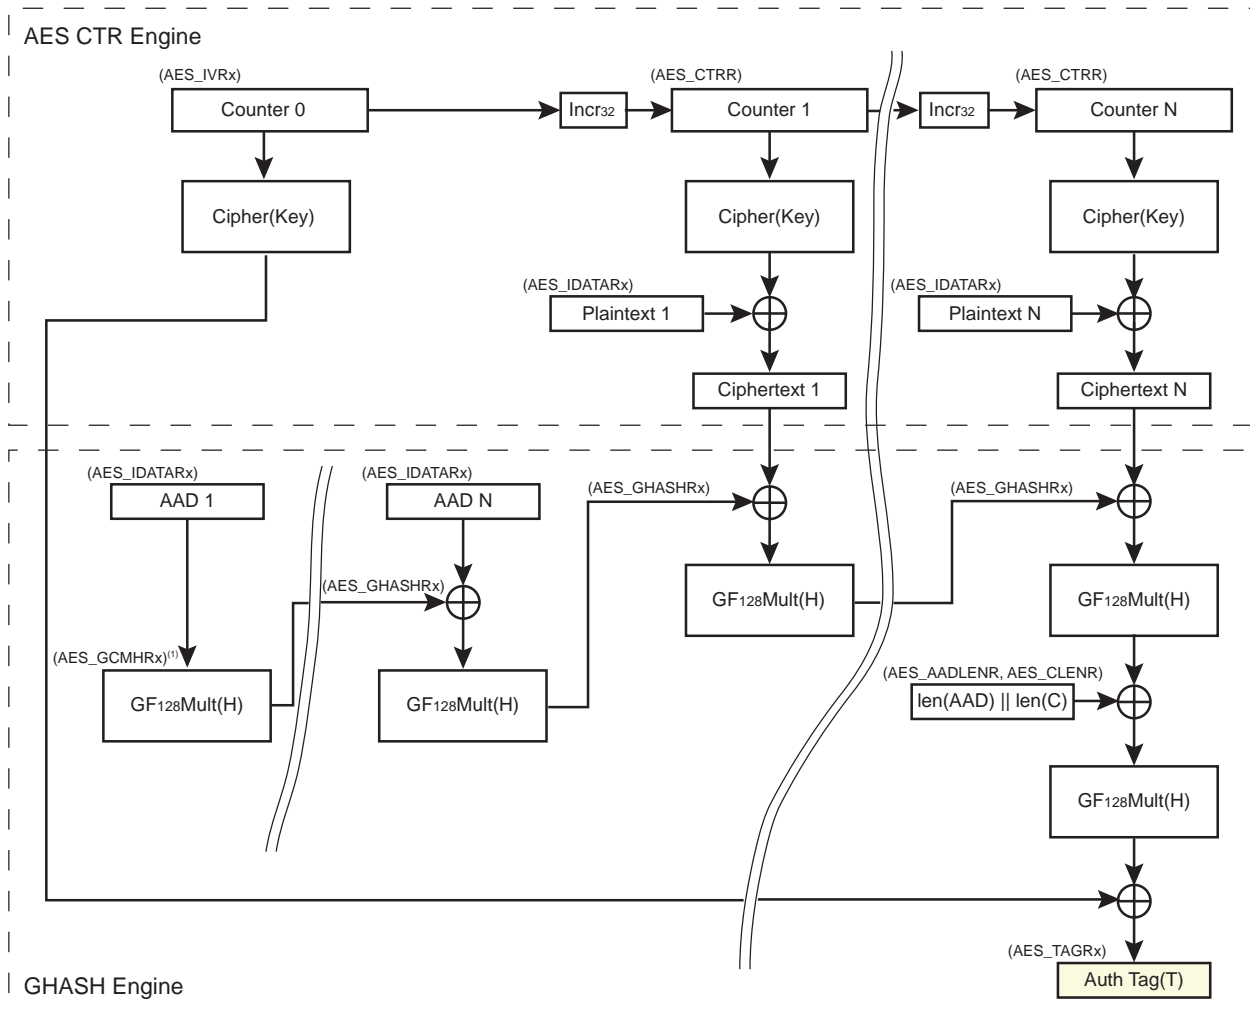 AES CTR Engine
(AES_IVRx)
Counter 0
Incr32
(AES_CTRR)
Counter 1
Incr32
(AES_CTRR)
Counter N
Cipher(Key)
Cipher(Key)
Cipher(Key)
(AES_IDATARx)
Plaintext 1
(AES_IDATARx)
Plaintext N
Ciphertext 1
Ciphertext N
(AES_IDATARx)
AAD 1
(AES_IDATARx)
AAD N
(AES_GHASHRx)
(AES_GHASHRx)
(AES_GHASHRx)
GF128Mult(H)
GF128Mult(H)
(AES_GCMHRx)(1)
GF128Mult(H)
GF128Mult(H)
(AES_AADLENR, AES_CLENR)
len(AAD) || len(C)
GF128Mult(H)
(AES_TAGRx)
Auth Tag(T)
GHASH Engine